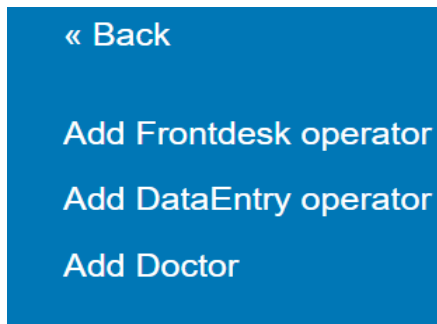 « Back
Add Frontdesk operator
Add DataEntry operator
Add Doctor